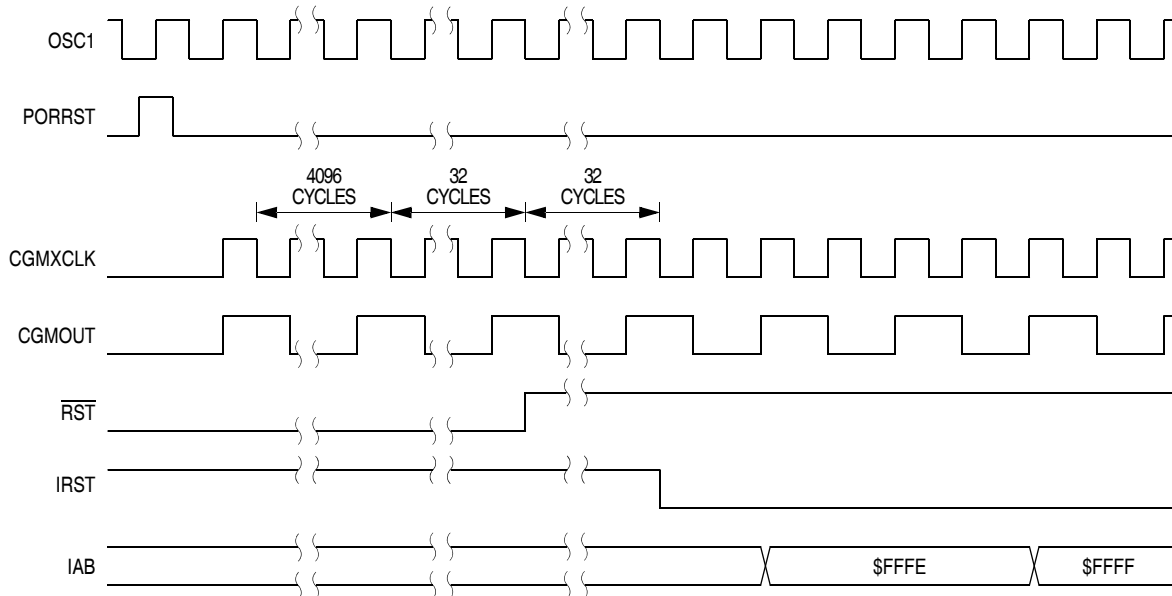 OSC1
PORRST
4096
CYCLES
32
CYCLES
32
CYCLES
CGMXCLK
CGMOUT
RST
IRST
IAB
$FFFE
$FFFF